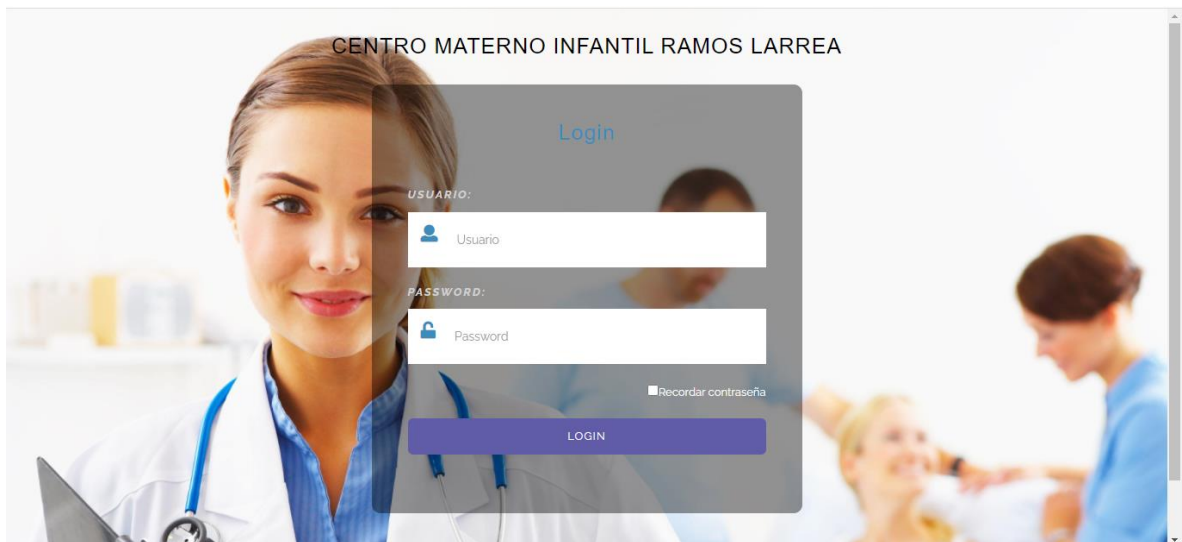 CENTRO MATERNO INFANTIL RAMOS LARREA
Login
USUARIO:
Usuario
PASSWORD:
Password
Recordar contraseña
LOGIN